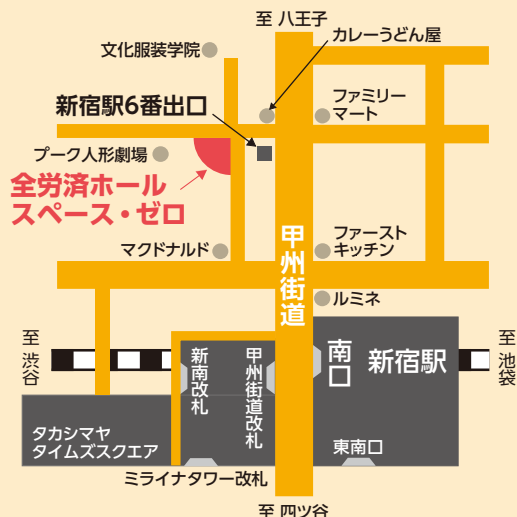 至 八王子
カレーうどん屋
文化服装学院
新宿駅6番出口
ファミリー
マート
プーク人形劇場
全労済ホール
スペース・ゼロ
マクドナルド
甲州街道
ファースト
キッチン
ルミネ
至 渋谷
新南改札
甲州街道改札
南口
新宿駅
至 池袋
タカシマヤ
タイムズスクエア
東南口
ミライナタワー改札
至 四ツ谷